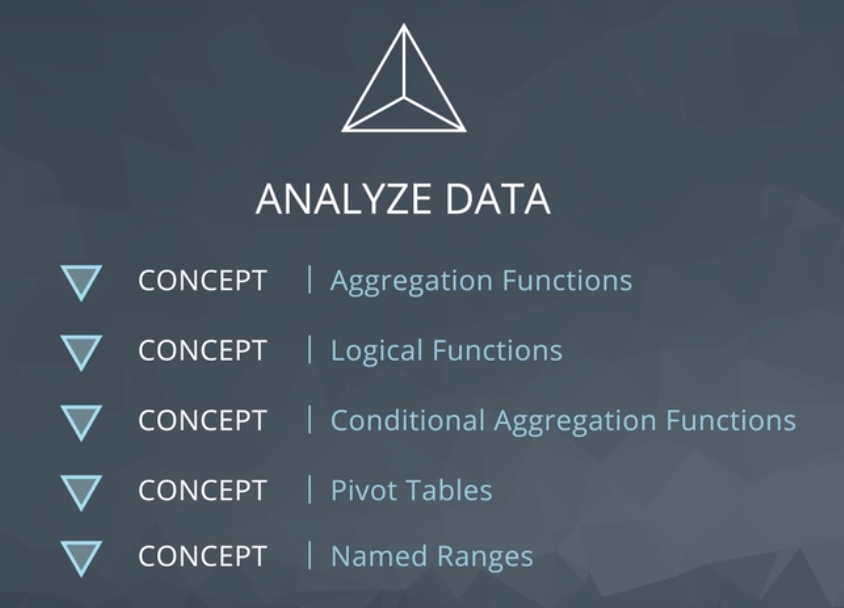 ANALYZE DATA
CONCEPT | Aggregation Functions
CONCEPT | Logical Functions
CONCEPT | Conditional Aggregation Functions
CONCEPT | Pivot Tables
CONCEPT | Named Ranges